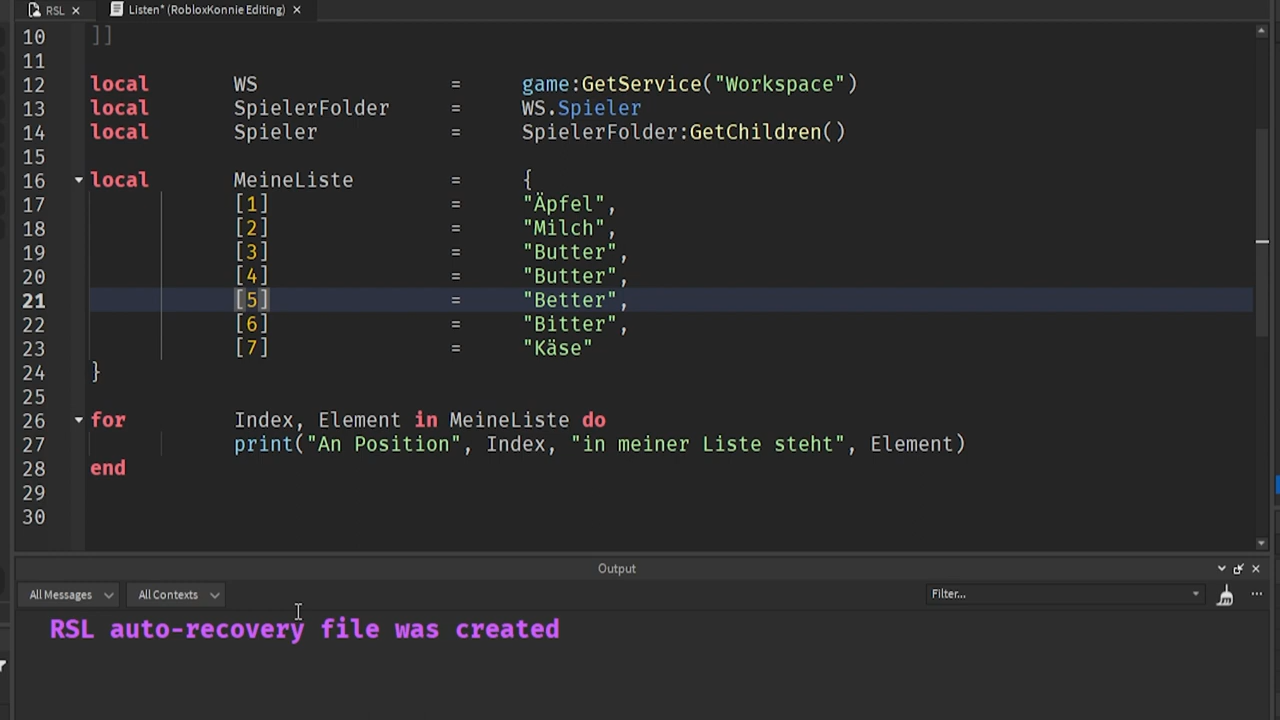 RSL × Listen* (RobloxKonnie Editing) ×
10 ]]
11
12 local WS = game:GetService("Workspace")
13 local SpielerFolder = WS.Spieler
14 local Spieler = SpielerFolder:GetChildren()
15
16 local MeineListe = {
17 [1] = "Äpfel",
18 [2] = "Milch",
19 [3] = "Butter",
20 [4] = "Butter",
21 [5] = "Better",
22 [6] = "Bitter",
23 [7] = "Käse"
24 }
25
26 for Index, Element in MeineListe do
27 print("An Position", Index, "in meiner Liste steht", Element)
28 end
29
30
Output
All Messages All Contexts Filter...
RSL auto-recovery file was created